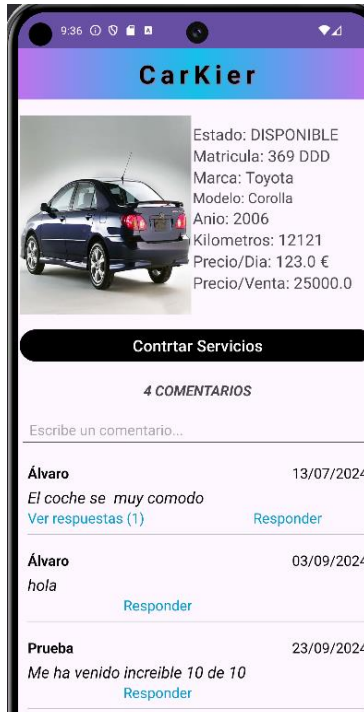 9:36
CarKier
Estado: DISPONIBLE
Matricula: 369 DDD
Marca: Toyota
Modelo: Corolla
Anio: 2006
Kilometros: 12121
Precio/Dia: 123.0 €
Precio/Venta: 25000.0
Contrtar Servicios
4 COMENTARIOS
Escribe un comentario...
Álvaro 13/07/2024
El coche se  muy comodo
Ver respuestas (1) Responder
Álvaro 03/09/2024
hola
Responder
Prueba 23/09/2024
Me ha venido increible 10 de 10
Responder